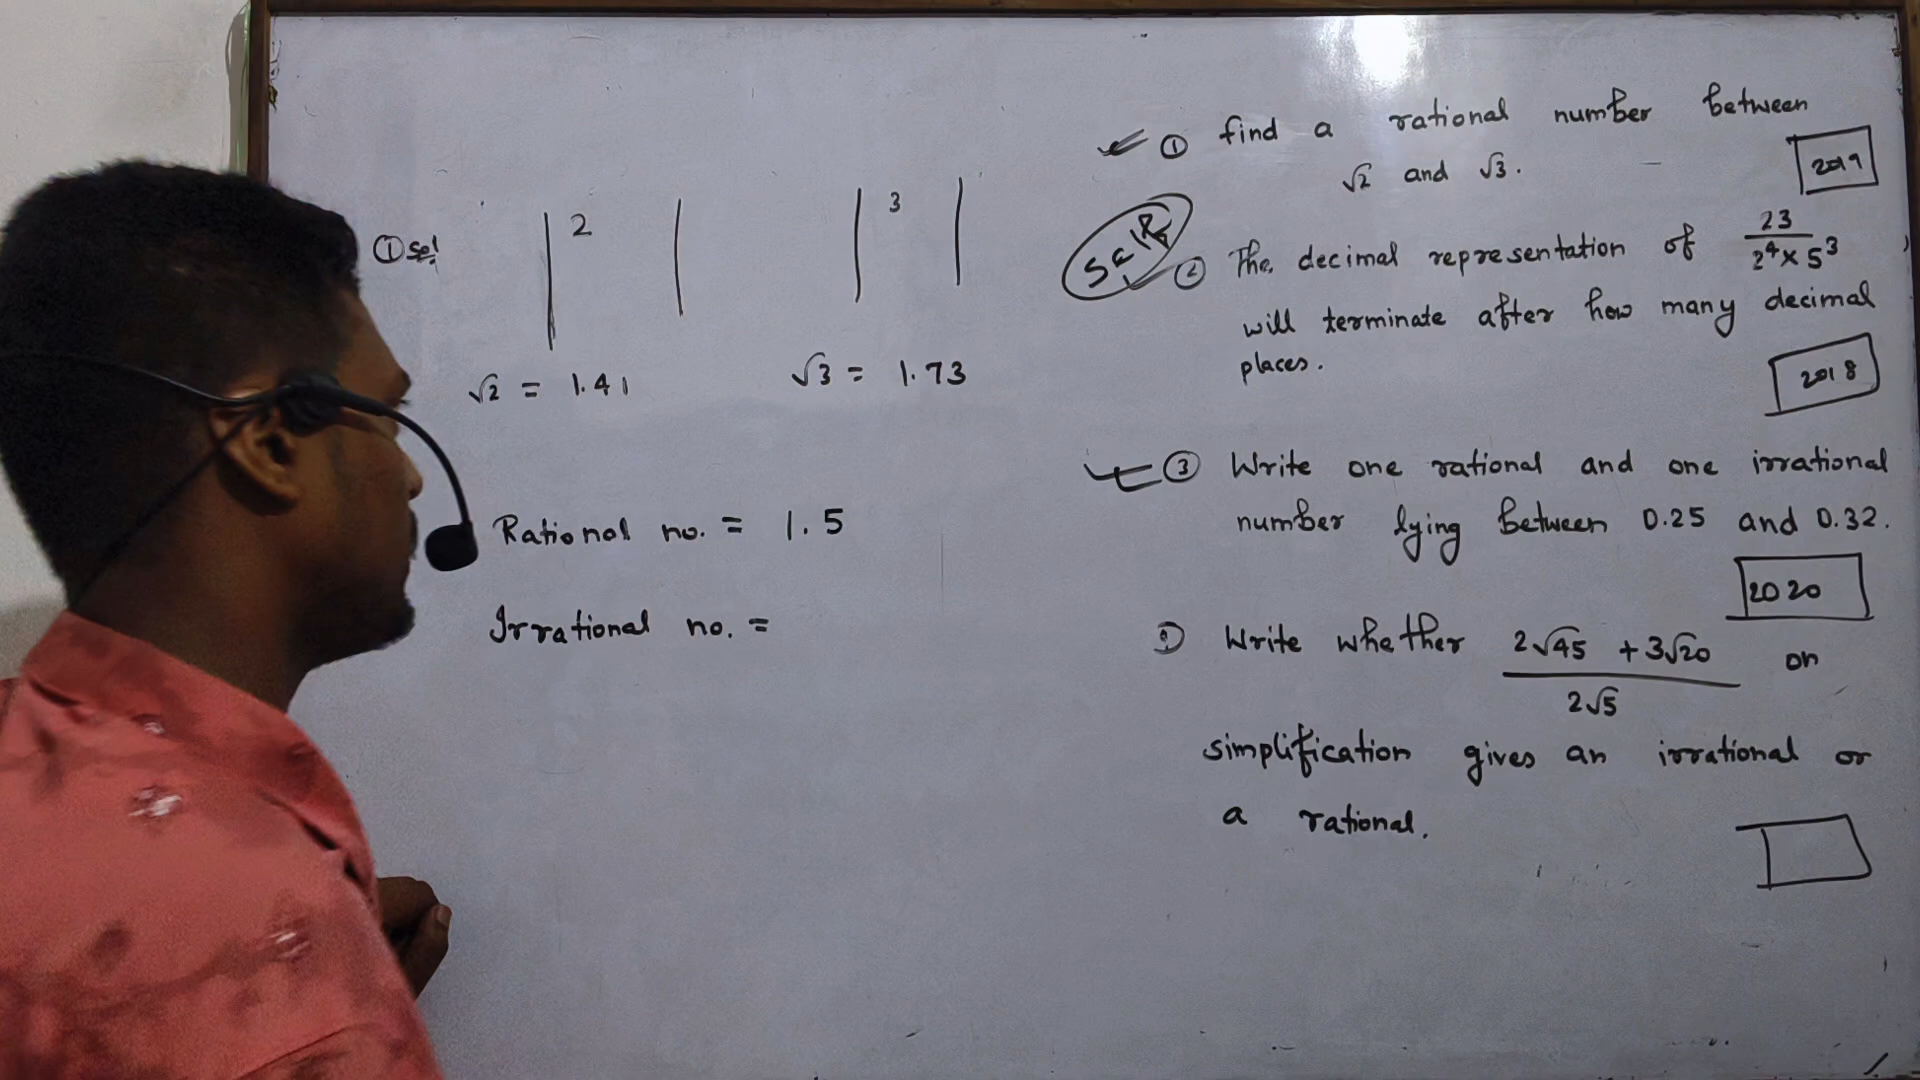 ① sol
2
3
√2 = 1.41
√3 = 1.73
Rational no. = 1.5
Irrational no. =
① find a rational number between
√2 and √3.
2019
Self
② The decimal representation of 23/2⁴×5³
will terminate after how many decimal
places.
2018
③ Write one rational and one irrational
number lying between 0.25 and 0.32.
2020
Write whether 2√45 + 3√20 / 2√5 on
simplification gives an irrational or
a rational.